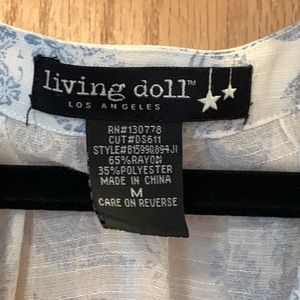 living doll™
LOS ANGELES
RN#130778
CUT#DS611
STYLE#B1599Q894JI
65%RAYON
35%POLYESTER
MADE IN CHINA
M
CARE ON REVERSE